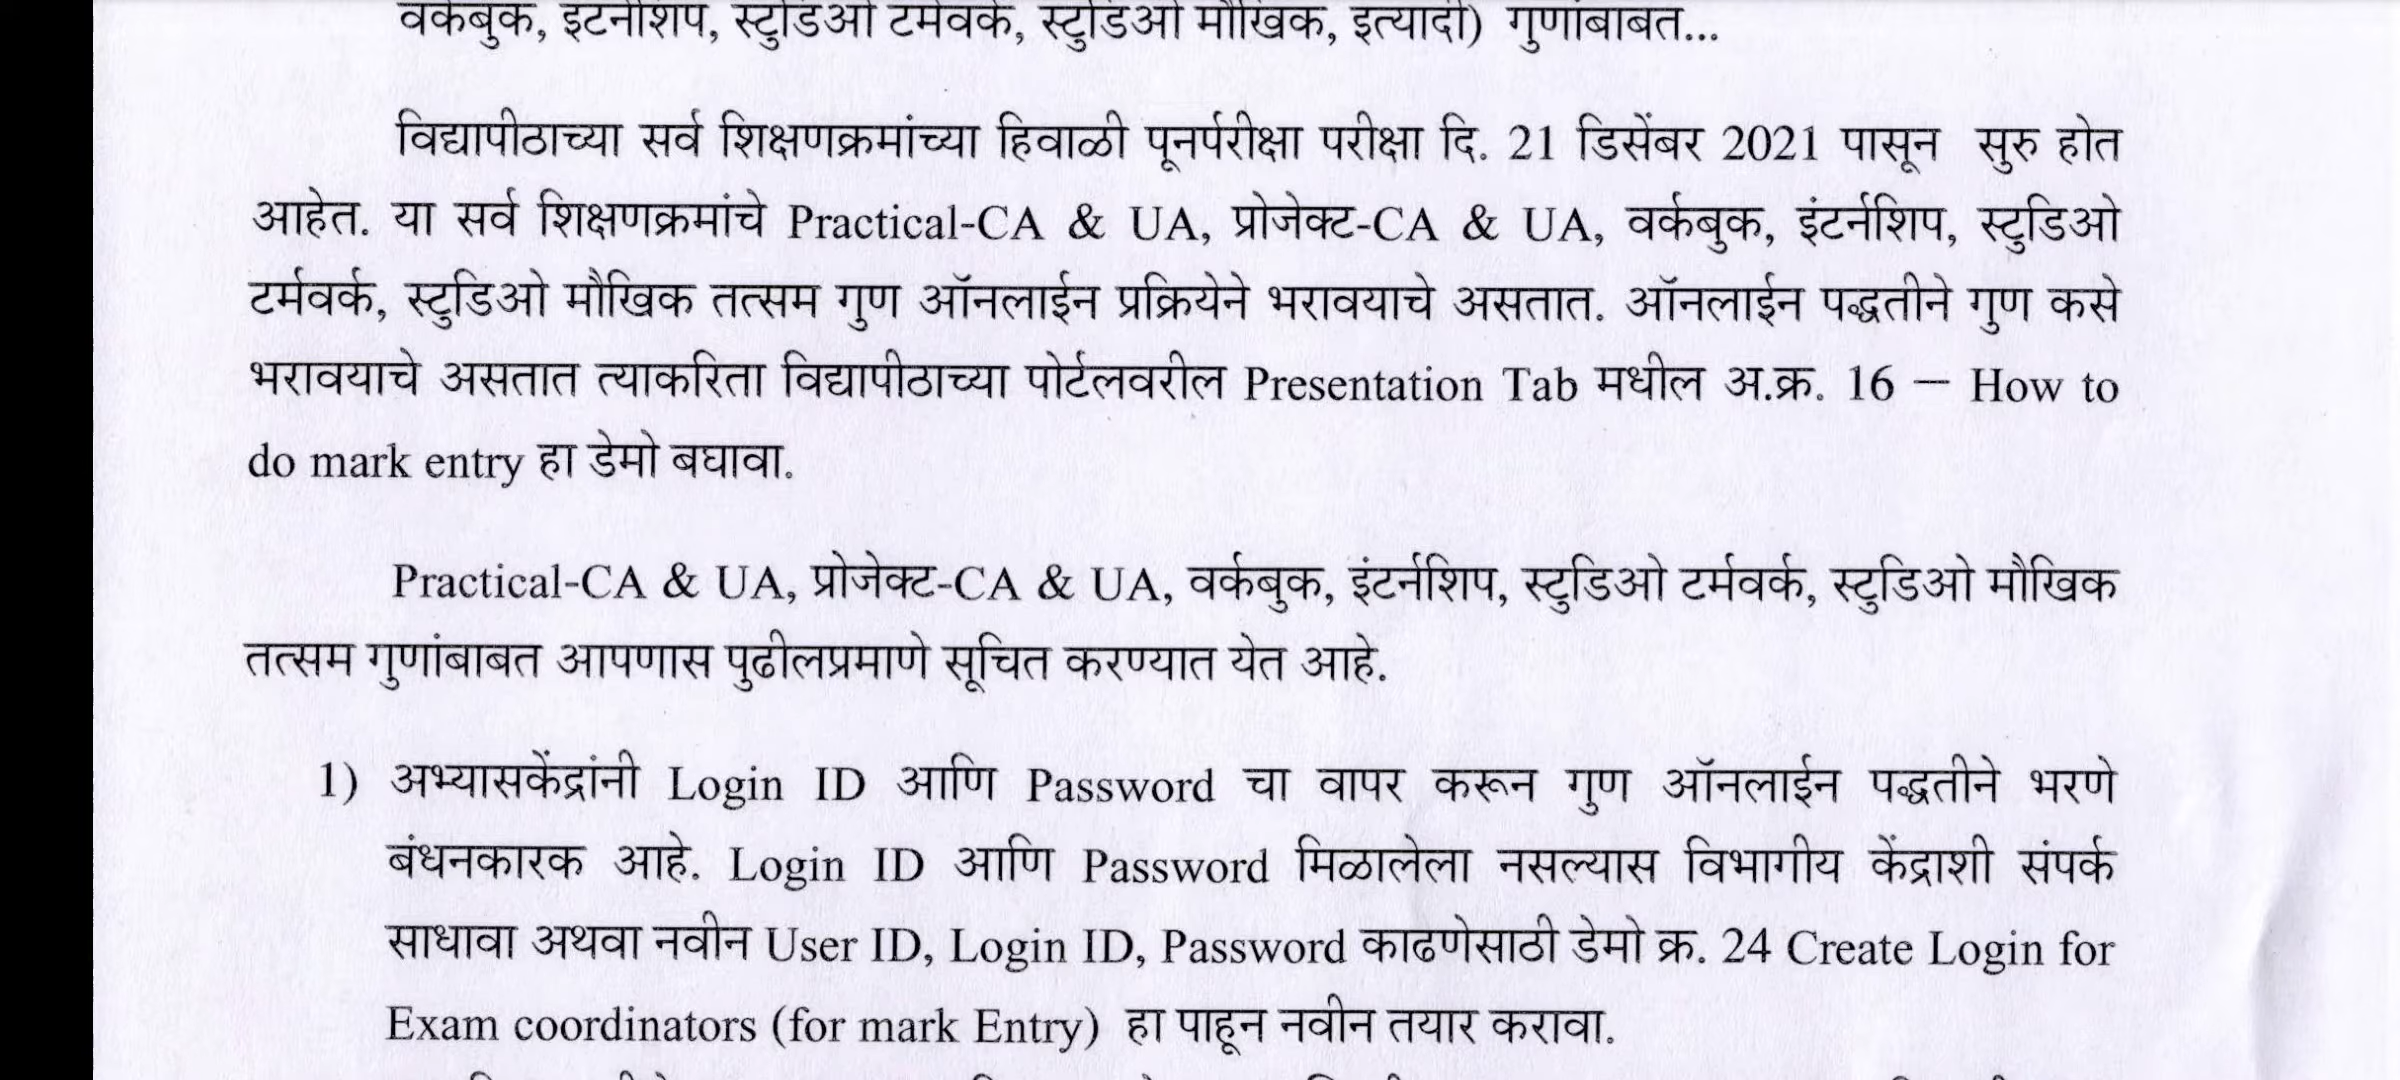 वर्कबुक, इंटर्नशिप, स्टुडिओ टर्मवर्क, स्टुडिओ मौखिक, इत्यादी) गुणांबाबत...
विद्यापीठाच्या सर्व शिक्षणक्रमांच्या हिवाळी पूनर्परीक्षा परीक्षा दि. 21 डिसेंबर 2021 पासून सुरु होत
आहेत. या सर्व शिक्षणक्रमांचे Practical-CA & UA, प्रोजेक्ट-CA & UA, वर्कबुक, इंटर्नशिप, स्टुडिओ
टर्मवर्क, स्टुडिओ मौखिक तत्सम गुण ऑनलाईन प्रक्रियेने भरावयाचे असतात. ऑनलाईन पद्धतीने गुण कसे
भरावयाचे असतात त्याकरिता विद्यापीठाच्या पोर्टलवरील Presentation Tab मधील अ.क्र. 16 – How to
do mark entry हा डेमो बघावा.
Practical-CA & UA, प्रोजेक्ट-CA & UA, वर्कबुक, इंटर्नशिप, स्टुडिओ टर्मवर्क, स्टुडिओ मौखिक
तत्सम गुणांबाबत आपणास पुढीलप्रमाणे सूचित करण्यात येत आहे.
1) अभ्यासकेंद्रांनी Login ID आणि Password चा वापर करून गुण ऑनलाईन पद्धतीने भरणे
बंधनकारक आहे. Login ID आणि Password मिळालेला नसल्यास विभागीय केंद्राशी संपर्क
साधावा अथवा नवीन User ID, Login ID, Password काढणेसाठी डेमो क्र. 24 Create Login for
Exam coordinators (for mark Entry) हा पाहून नवीन तयार करावा.